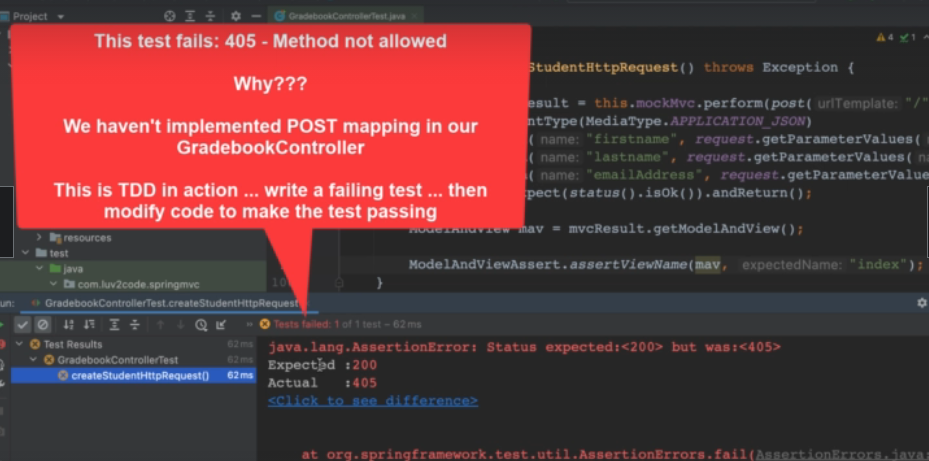 Project
GradebookControllerTest.java
4 1
This test fails: 405 - Method not allowed
Why???
We haven't implemented POST mapping in our
GradebookController
This is TDD in action ... write a failing test ... then
modify code to make the test passing
StudentHttpRequest() throws Exception {
esult = this.mockMvc.perform(post( urlTemplate: "/"
ntType(MediaType.APPLICATION_JSON)
( name: "firstname", request.getParameterValues(
( name: "lastname", request.getParameterValues(
( name: "emailAddress", request.getParameterValue
pect(status().isOk()).andReturn();
ModelAndView mav = mvcResult.getModelAndView();
ModelAndViewAssert.assertViewName(mav, expectedName: "index");
}
resources
test
java
com.luv2code.springmvc
un: GradebookControllerTest.createStudentHttpRequest
Tests failed: 1 of 1 test – 62 ms
Test Results 62 ms
GradebookControllerTest 62 ms
createStudentHttpRequest() 62 ms
java.lang.AssertionError: Status expected:<200> but was:<405>
Expected :200
Actual :405
<Click to see difference>
at org.springframework.test.util.AssertionErrors.fail(AssertionErrors.java: